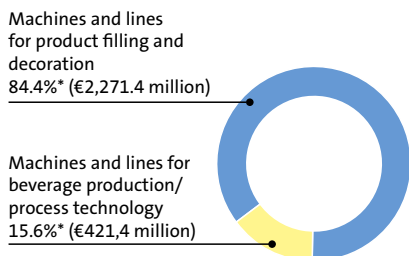 Machines and lines
for product filling and
decoration
84.4%* (€2,271.4 million)
Machines and lines for
beverage production/
process technology
15.6%* (€421,4 million)